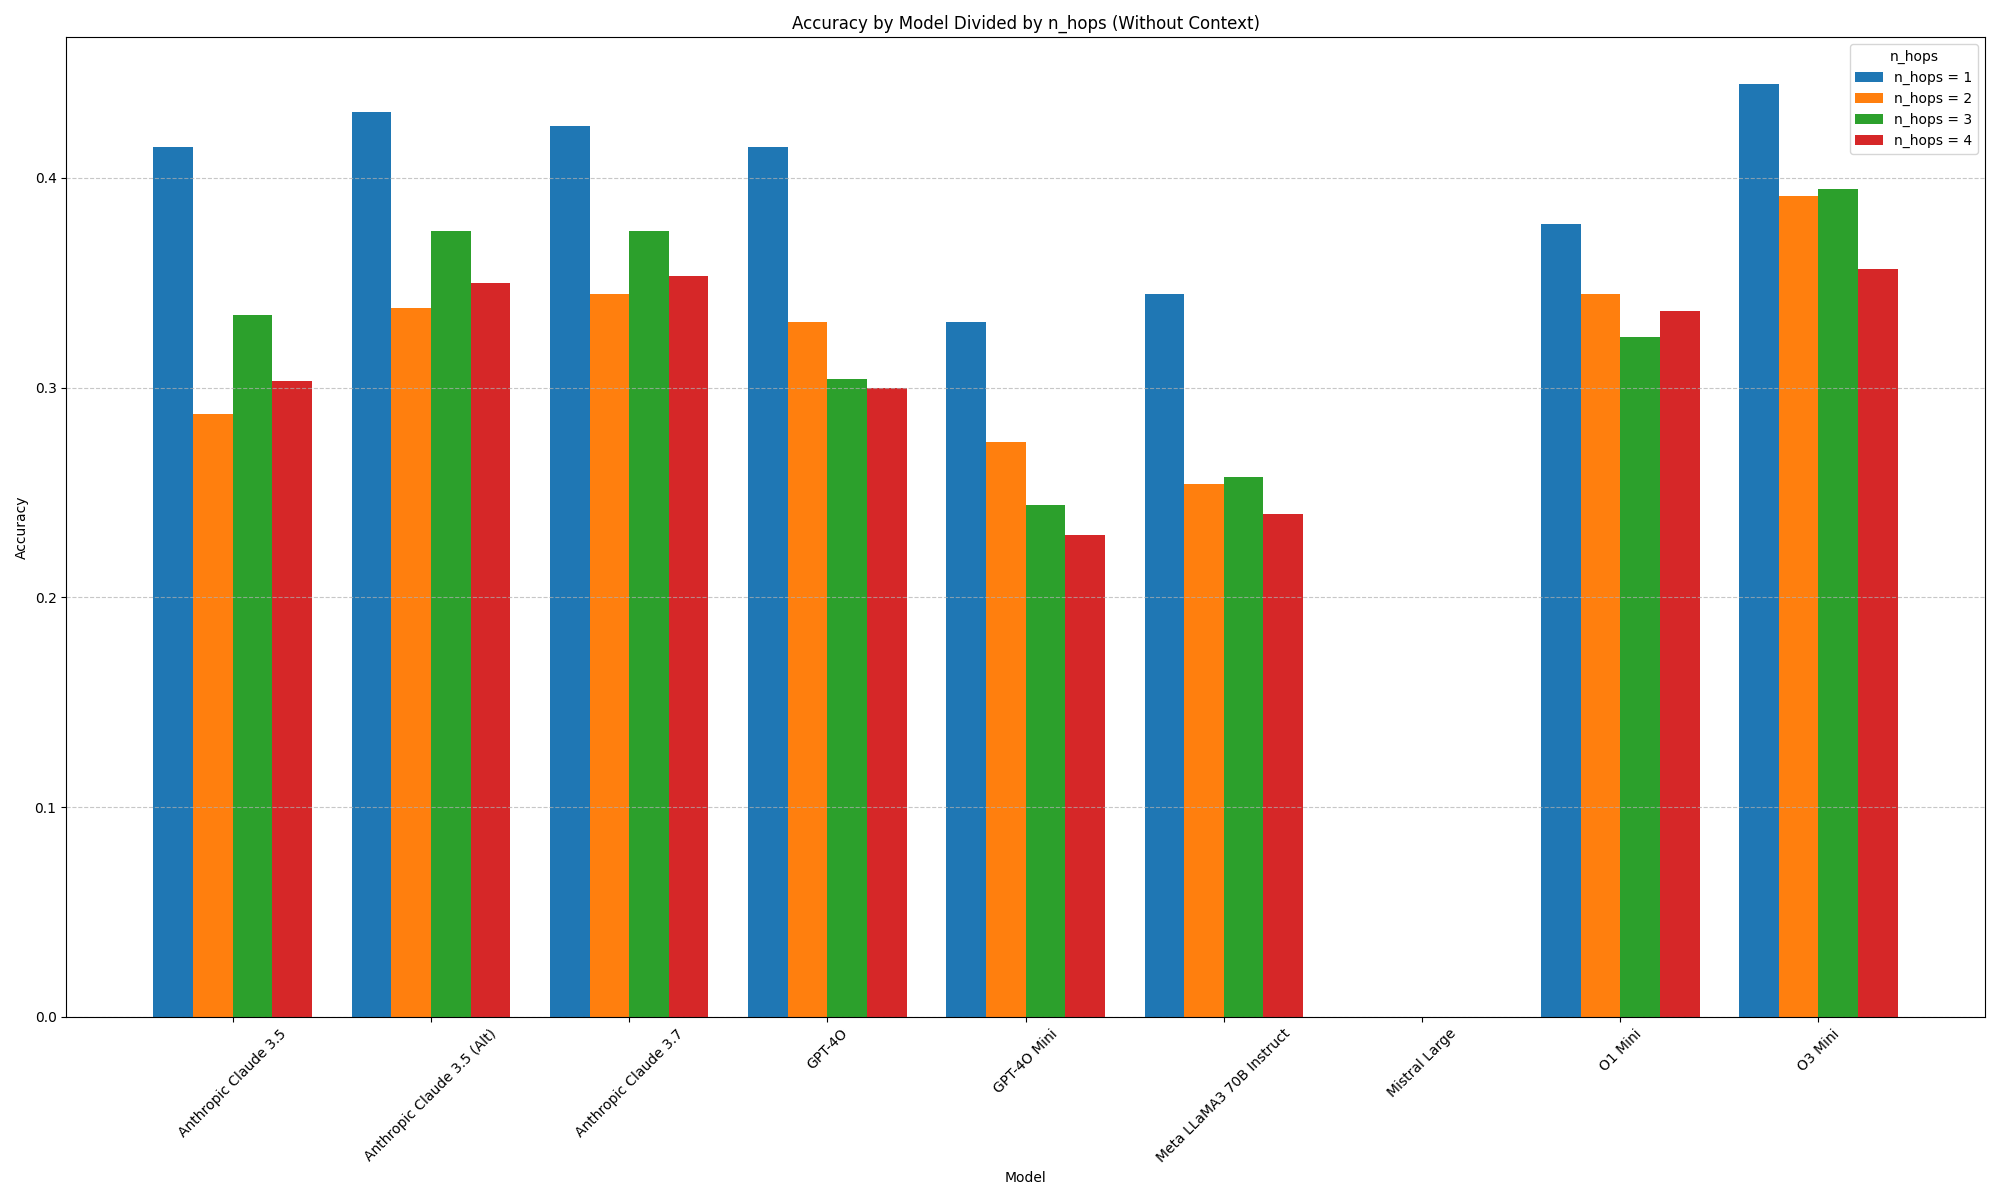 Accuracy by Model Divided by n_hops (Without Context)
n_hops
n_hops = 1
n_hops = 2
n_hops = 3
n_hops = 4
Accuracy
0.4
0.3
0.2
0.1
0.0
Anthropic Claude 3.5
Anthropic Claude 3.5 (Alt)
Anthropic Claude 3.7
GPT-4O
GPT-4O Mini
Meta LLaMA3 70B Instruct
Mistral Large
O1 Mini
O3 Mini
Model